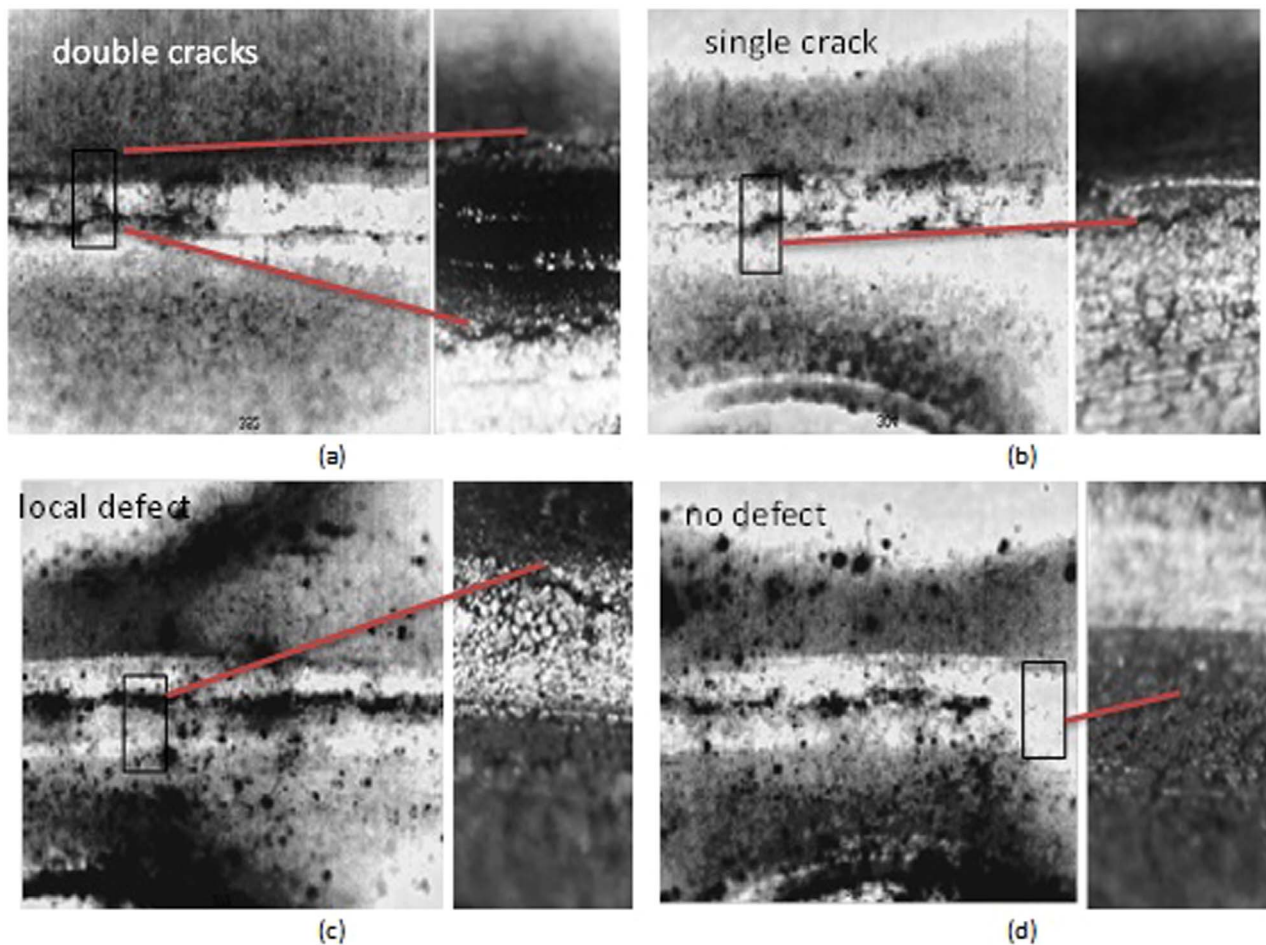 double cracks
single crack
(a)
(b)
local defect
no defect
(c)
(d)